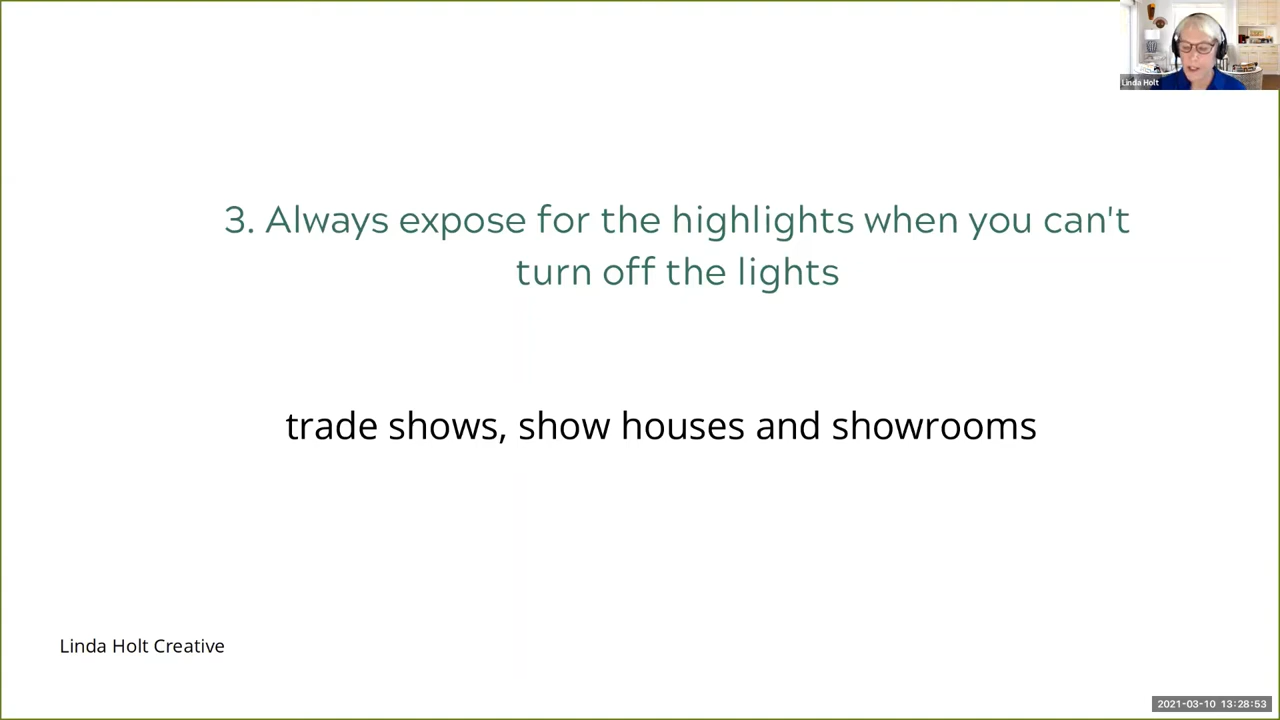 Linda Holt
3. Always expose for the highlights when you can't
turn off the lights
trade shows, show houses and showrooms
Linda Holt Creative
2021-03-10 13:28:53